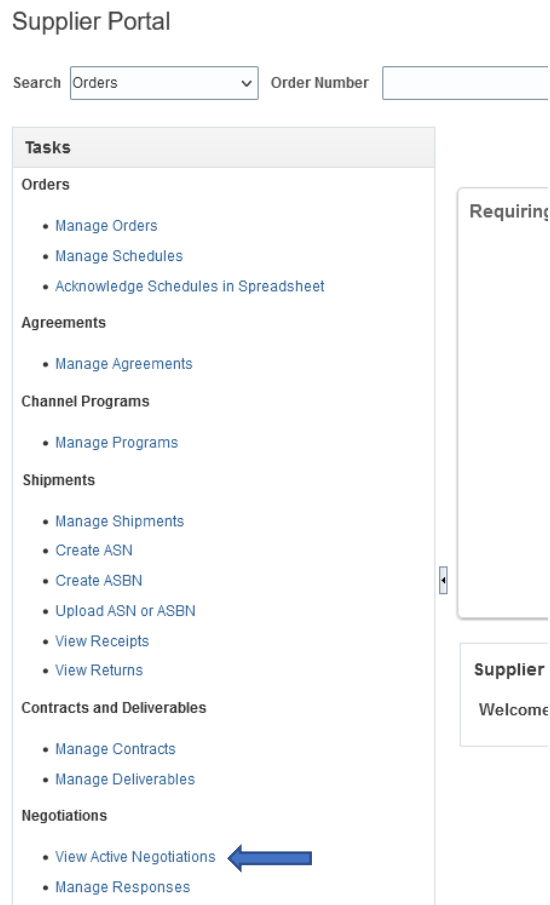 Supplier Portal
Search Orders Order Number
Tasks
Orders
Manage Orders
Manage Schedules
Acknowledge Schedules in Spreadsheet
Agreements
Manage Agreements
Channel Programs
Manage Programs
Shipments
Manage Shipments
Create ASN
Create ASBN
Upload ASN or ASBN
View Receipts
View Returns
Contracts and Deliverables
Manage Contracts
Manage Deliverables
Negotiations
View Active Negotiations
Manage Responses
Requiring
Supplier
Welcome